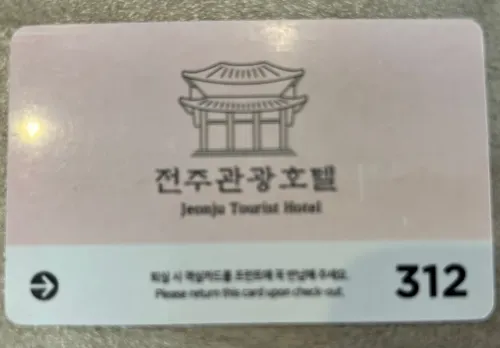 전주관광호텔
Jeonju Tourist Hotel
퇴실 시 객실카드를 프런트에 꼭 반납해 주세요.
Please return this card upon check-out.
312